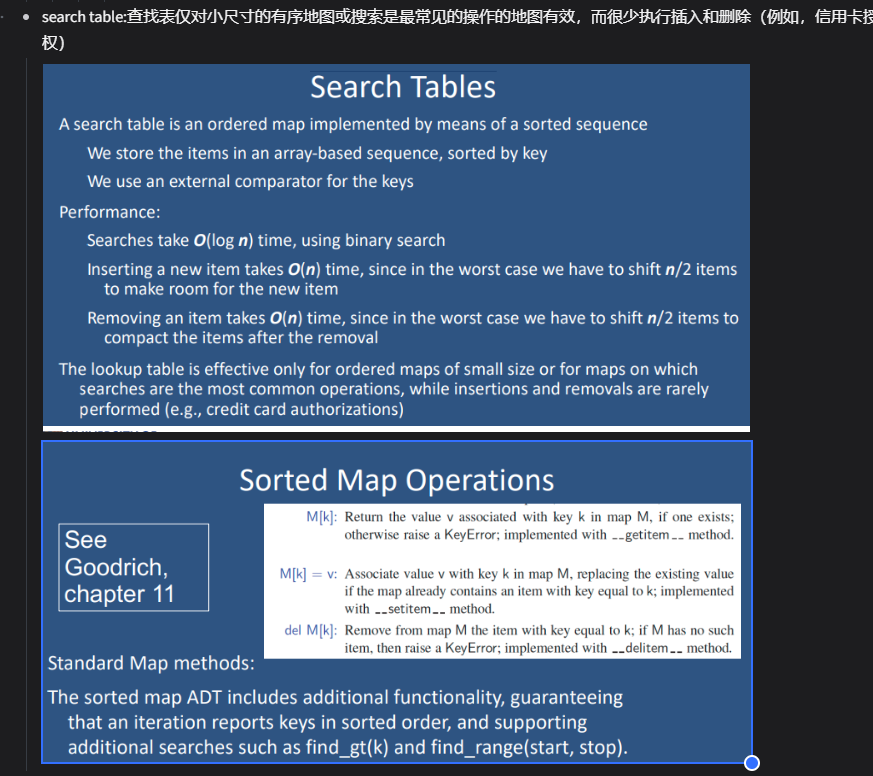 search table:查找表仅对小尺寸的有序地图或搜索是最常见的操作的地图有效，而很少执行插入和删除（例如，信用卡授
权）
Search Tables
A search table is an ordered map implemented by means of a sorted sequence
We store the items in an array-based sequence, sorted by key
We use an external comparator for the keys
Performance:
Searches take O(log n) time, using binary search
Inserting a new item takes O(n) time, since in the worst case we have to shift n/2 items
to make room for the new item
Removing an item takes O(n) time, since in the worst case we have to shift n/2 items to
compact the items after the removal
The lookup table is effective only for ordered maps of small size or for maps on which
searches are the most common operations, while insertions and removals are rarely
performed (e.g., credit card authorizations)
Sorted Map Operations
See
Goodrich,
chapter 11
M[k]: Return the value v associated with key k in map M, if one exists;
otherwise raise a KeyError; implemented with __getitem__ method.
M[k] = v: Associate value v with key k in map M, replacing the existing value
if the map already contains an item with key equal to k; implemented
with __setitem__ method.
del M[k]: Remove from map M the item with key equal to k; if M has no such
item, then raise a KeyError; implemented with __delitem__ method.
Standard Map methods:
The sorted map ADT includes additional functionality, guaranteeing
that an iteration reports keys in sorted order, and supporting
additional searches such as find_gt(k) and find_range(start, stop).